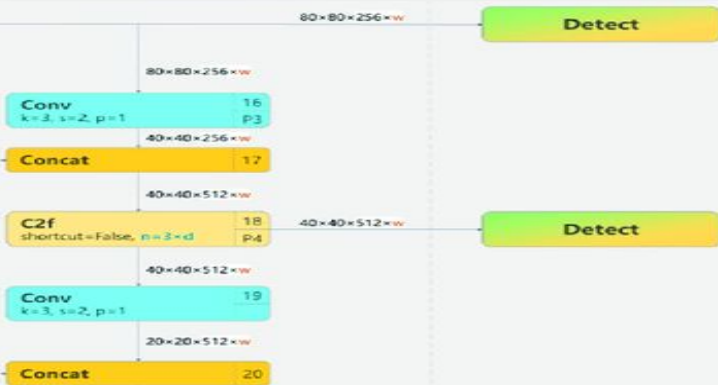 80×80×256×w
Detect
80×80×256×w
Conv
16
k=3, s=2, p=1
P3
40×40×256×w
Concat
17
40×40×512×w
C2f
18
40×40×512×w
Detect
shortcut=False, n=3×d
P4
40×40×512×w
Conv
19
k=3, s=2, p=1
20×20×512×w
Concat
20